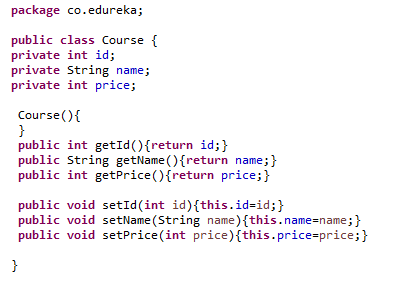 package co.edureka;
public class Course {
private int id;
private String name;
private int price;
Course(){
}
public int getId(){return id;}
public String getName(){return name;}
public int getPrice(){return price;}
public void setId(int id){this.id=id;}
public void setName(String name){this.name=name;}
public void setPrice(int price){this.price=price;}
}